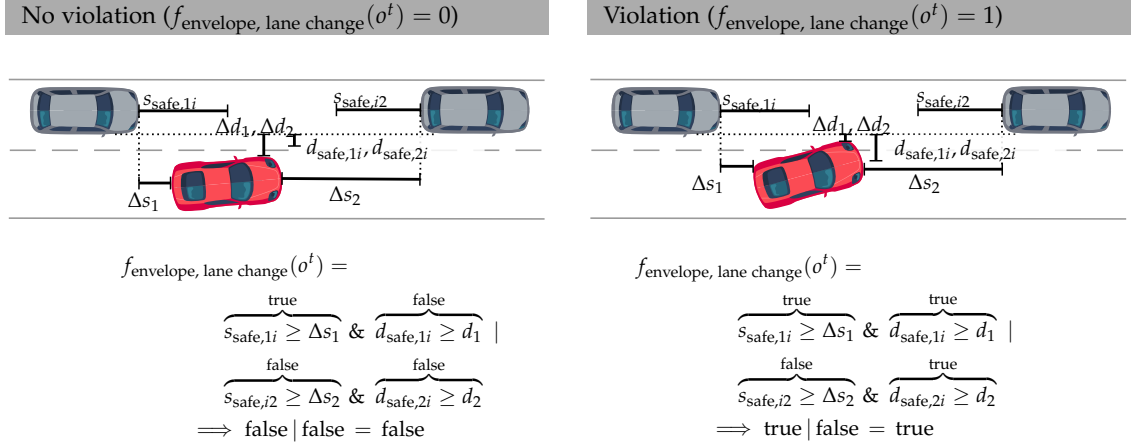 No violation (f_envelope, lane change(o^t) = 0)
s_safe,1i
s_safe,i2
Δd_1, Δd_2
d_safe,1i, d_safe,2i
Δs_1
Δs_2
f_envelope, lane change(o^t) =
true
false
s_safe,1i ≥ Δs_1 & d_safe,1i ≥ d_1 |
false
false
s_safe,i2 ≥ Δs_2 & d_safe,2i ≥ d_2
⟹ false | false = false
Violation (f_envelope, lane change(o^t) = 1)
s_safe,1i
s_safe,i2
Δd_1, Δd_2
d_safe,1i, d_safe,2i
Δs_1
Δs_2
f_envelope, lane change(o^t) =
true
true
s_safe,1i ≥ Δs_1 & d_safe,1i ≥ d_1 |
false
true
s_safe,i2 ≥ Δs_2 & d_safe,2i ≥ d_2
⟹ true | false = true